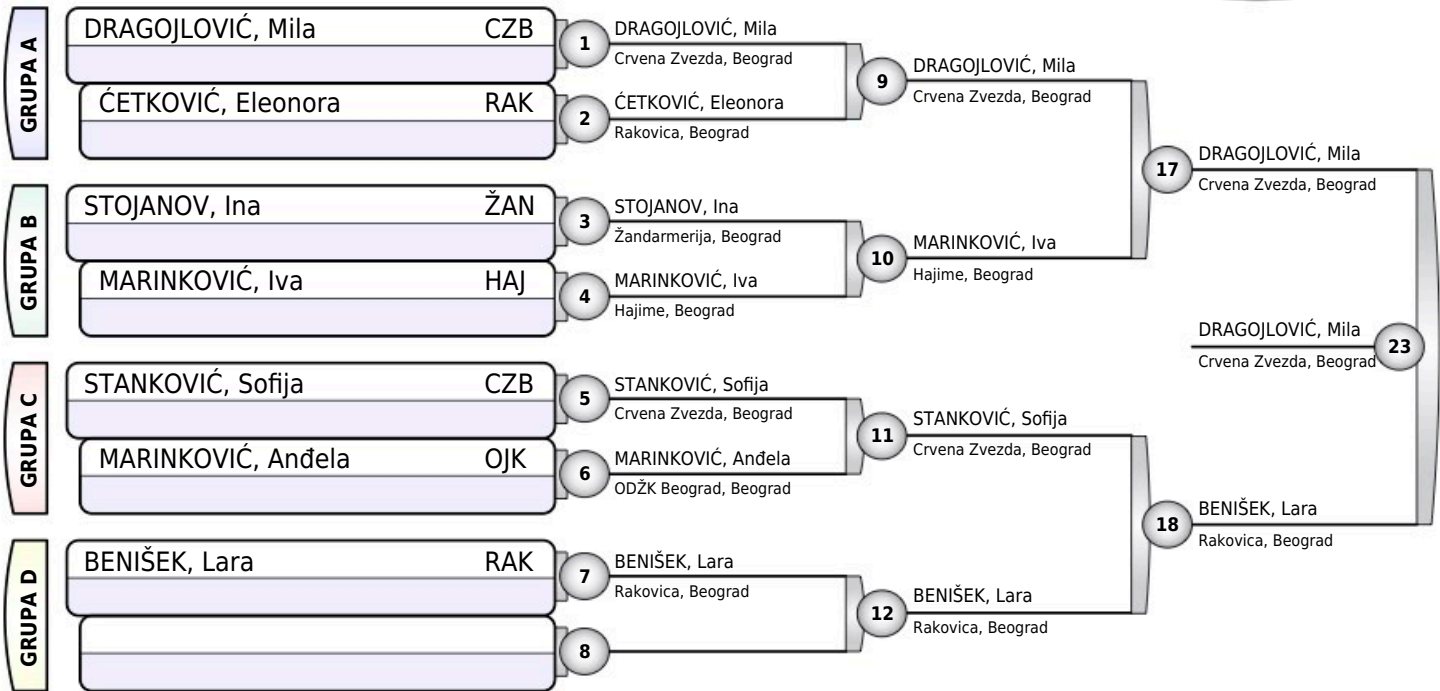 GRUPA A
DRAGOJLOVIĆ, Mila CZB
ĆETKOVIĆ, Eleonora RAK
GRUPA B
STOJANOV, Ina ŽAN
MARINKOVIĆ, Iva HAJ
GRUPA C
STANKOVIĆ, Sofija CZB
MARINKOVIĆ, Anđela OJK
GRUPA D
BENIŠEK, Lara RAK
1
DRAGOJLOVIĆ, Mila
Crvena Zvezda, Beograd
2
ĆETKOVIĆ, Eleonora
Rakovica, Beograd
3
STOJANOV, Ina
Žandarmerija, Beograd
4
MARINKOVIĆ, Iva
Hajime, Beograd
5
STANKOVIĆ, Sofija
Crvena Zvezda, Beograd
6
MARINKOVIĆ, Anđela
ODŽK Beograd, Beograd
7
BENIŠEK, Lara
Rakovica, Beograd
8
9
DRAGOJLOVIĆ, Mila
Crvena Zvezda, Beograd
10
MARINKOVIĆ, Iva
Hajime, Beograd
11
STANKOVIĆ, Sofija
Crvena Zvezda, Beograd
12
BENIŠEK, Lara
Rakovica, Beograd
17
DRAGOJLOVIĆ, Mila
Crvena Zvezda, Beograd
18
BENIŠEK, Lara
Rakovica, Beograd
DRAGOJLOVIĆ, Mila
Crvena Zvezda, Beograd
23